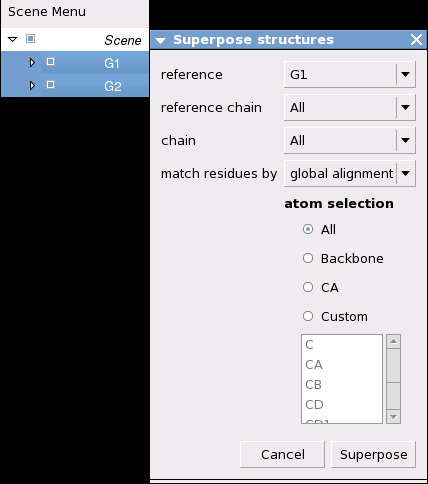 Scene Menu
Scene
G1
G2
Superpose structures
reference G1
reference chain All
chain All
match residues by global alignment
atom selection
All
Backbone
CA
Custom
C
CA
CB
CD
CD1
Cancel Superpose